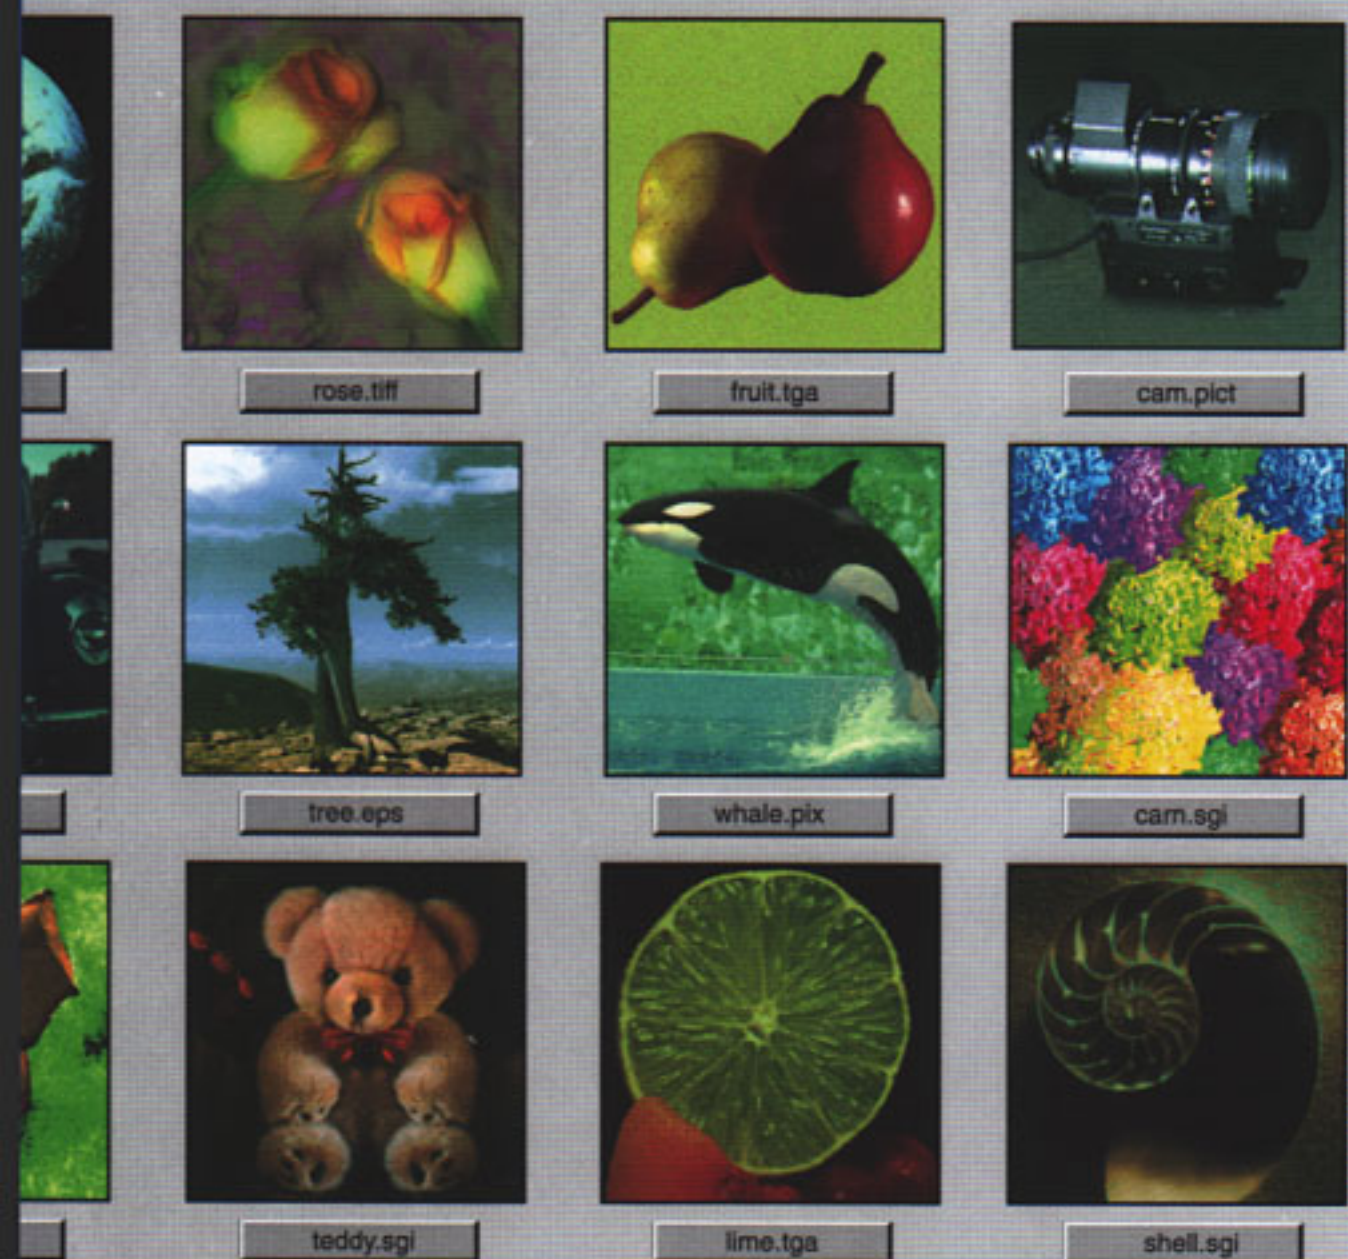 rose.tiff
fruit.tga
cam.pict
tree.eps
whale.pix
carn.sgi
teddy.sgi
lime.tga
shell.sgi